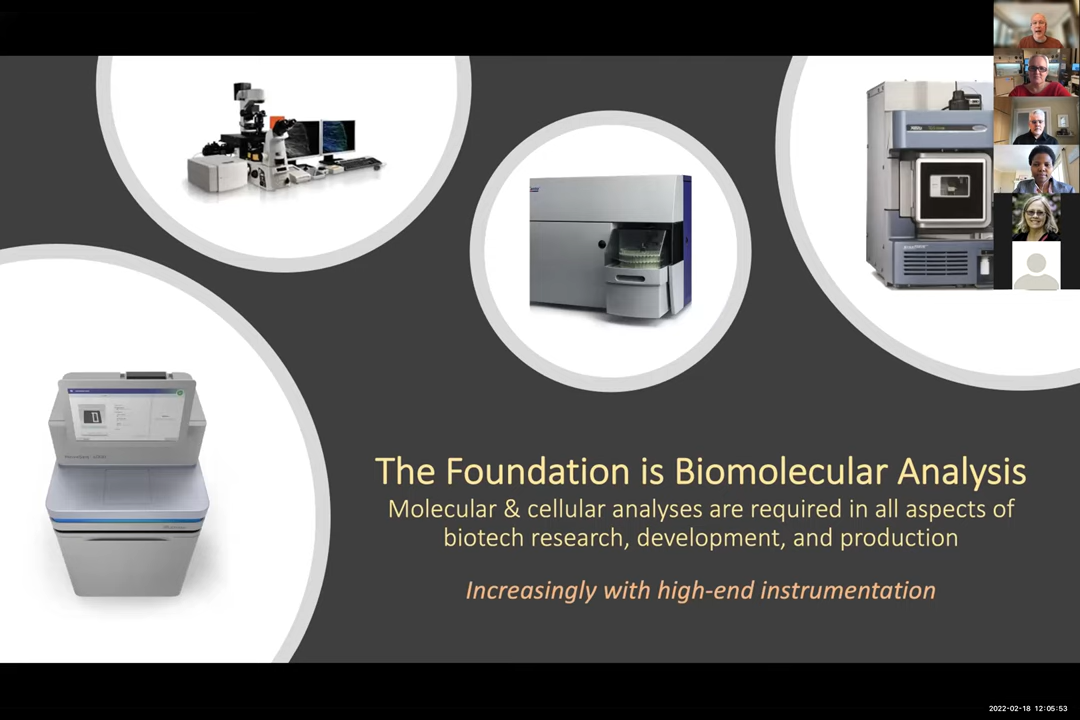 The Foundation is Biomolecular Analysis
Molecular & cellular analyses are required in all aspects of
biotech research, development, and production
Increasingly with high-end instrumentation
2022-02-18 12:05:53